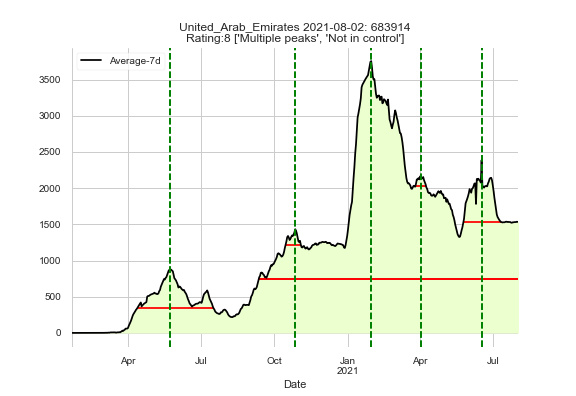 United_Arab_Emirates 2021-08-02: 683914
Rating:8 ['Multiple peaks', 'Not in control']
Average-7d
3500
3000
2500
2000
1500
1000
500
0
Apr Jul Oct Jan Apr Jul
2021
Date